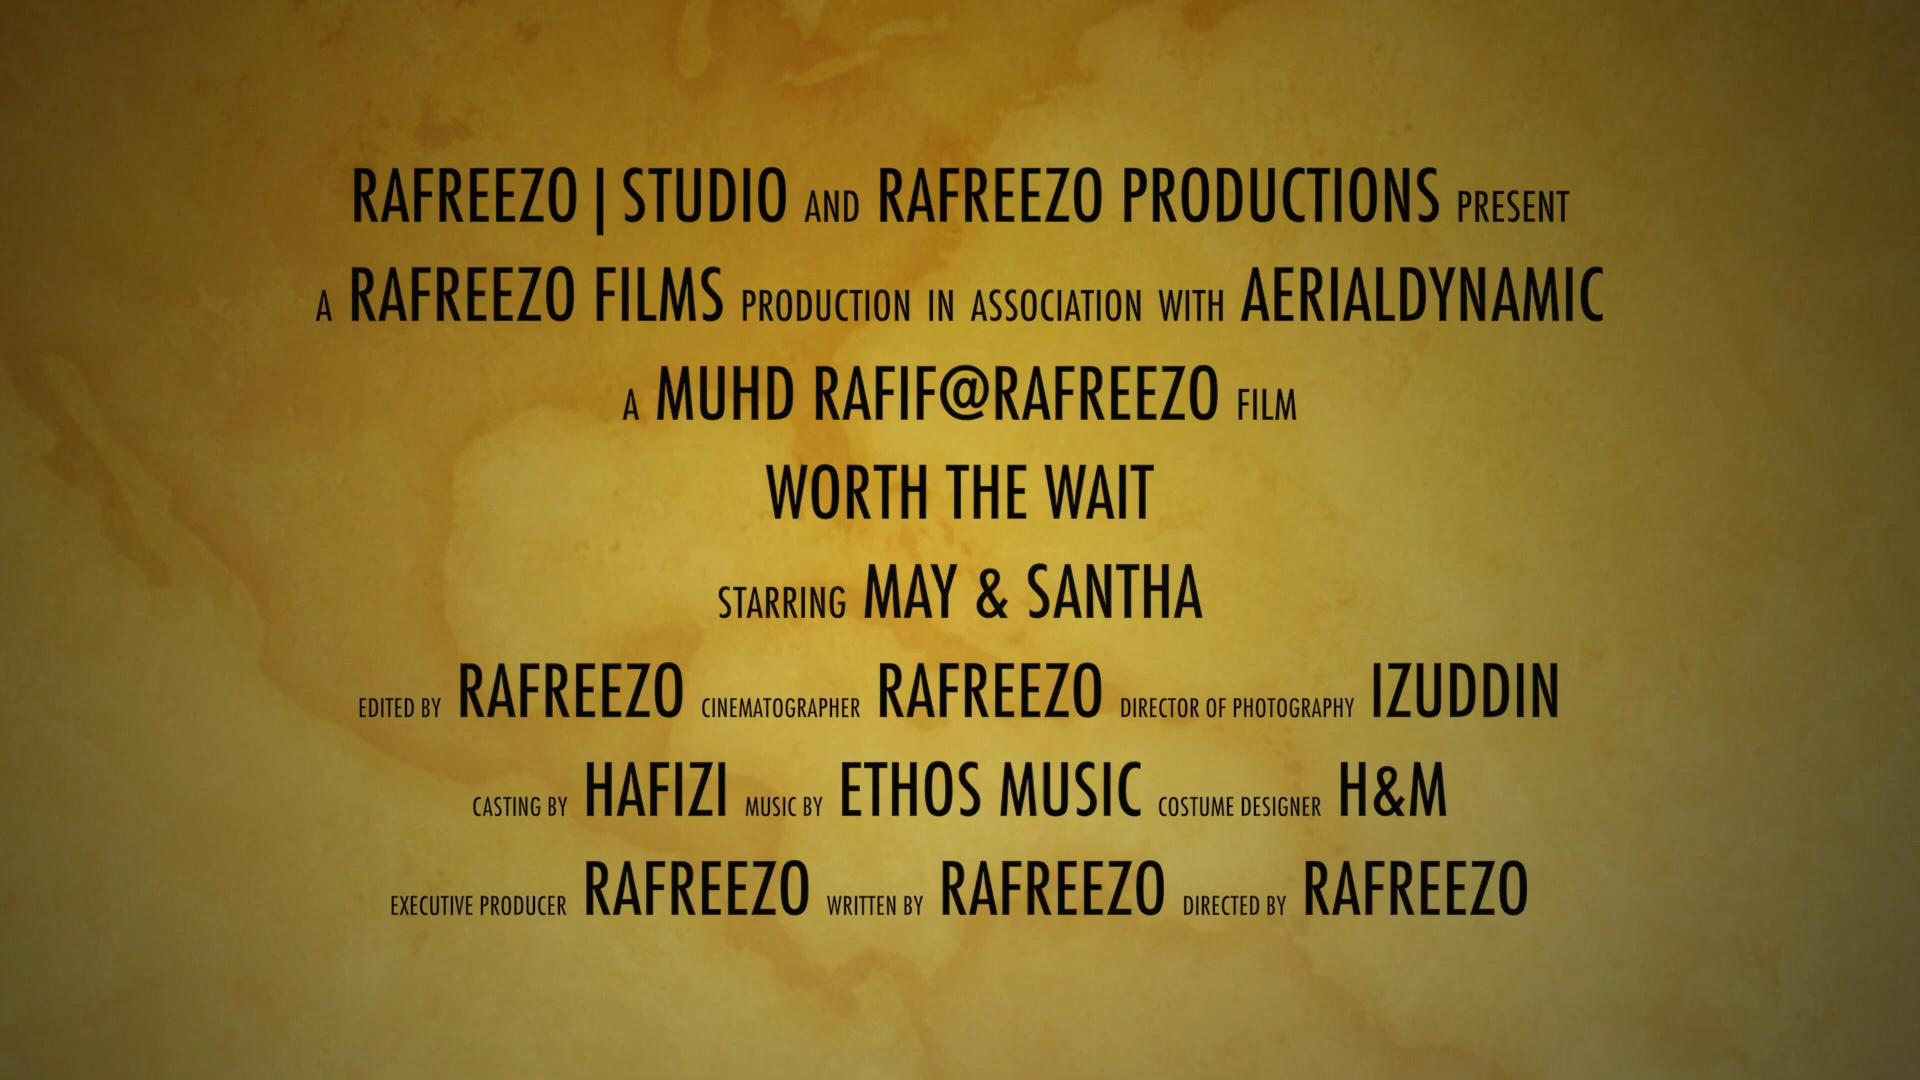 RAFREEZO | STUDIO AND RAFREEZO PRODUCTIONS PRESENT
A RAFREEZO FILMS PRODUCTION IN ASSOCIATION WITH AERIALDYNAMIC
A MUHD RAFIF@RAFREEZO FILM
WORTH THE WAIT
STARRING MAY & SANTHA
EDITED BY RAFREEZO CINEMATOGRAPHER RAFREEZO DIRECTOR OF PHOTOGRAPHY IZUDDIN
CASTING BY HAFIZI MUSIC BY ETHOS MUSIC COSTUME DESIGNER H&M
EXECUTIVE PRODUCER RAFREEZO WRITTEN BY RAFREEZO DIRECTED BY RAFREEZO